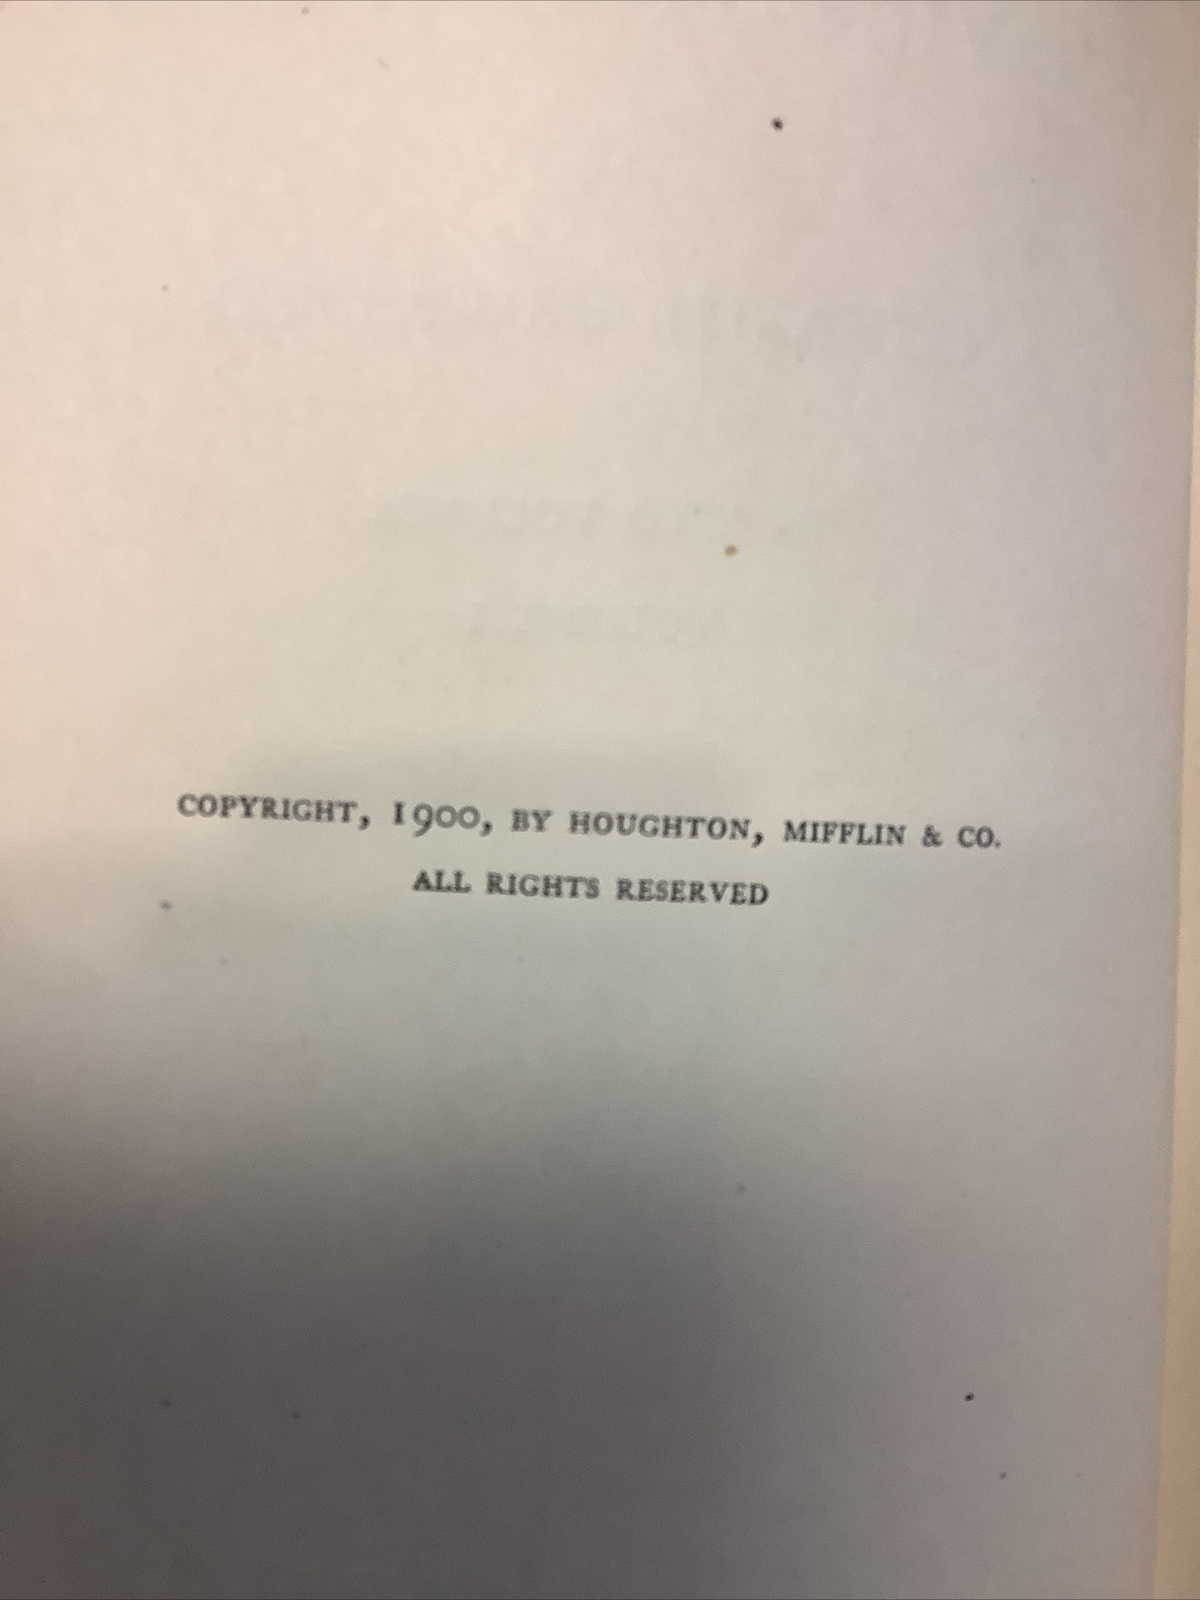 COPYRIGHT, 1900, BY HOUGHTON, MIFFLIN & CO.
ALL RIGHTS RESERVED